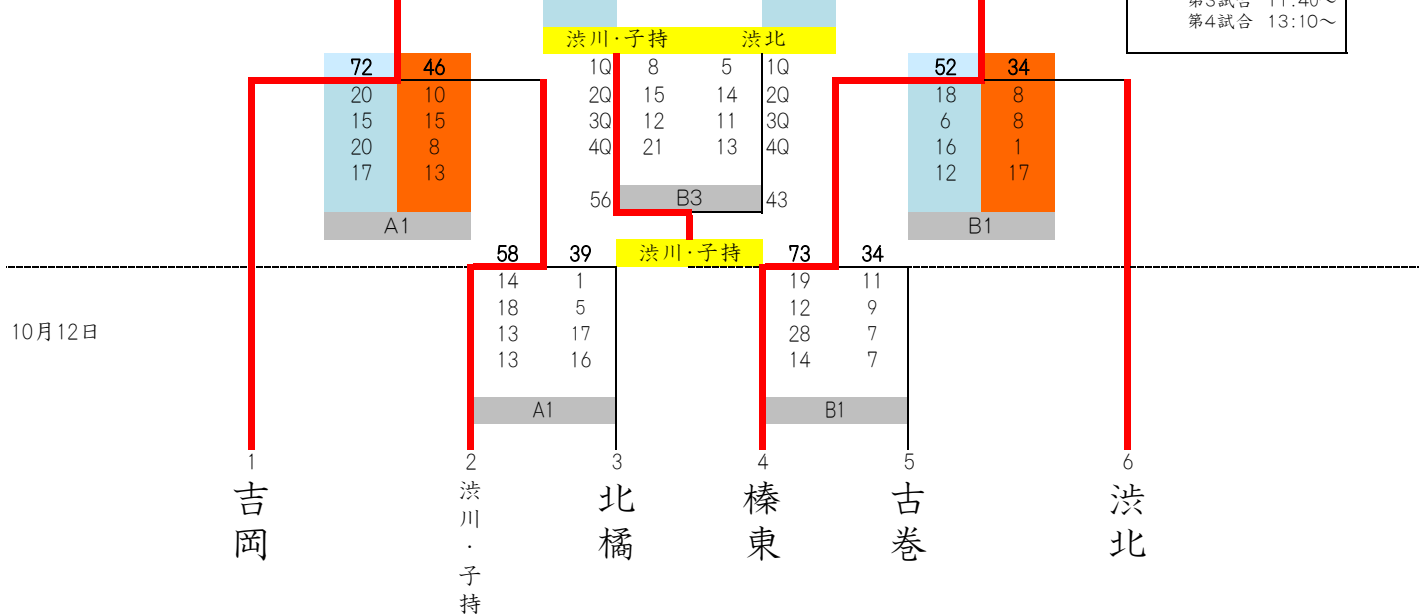 第3試合 11:40～
第4試合 13:10～
渋川・子持 渋北
72 46
20 10
15 15
20 8
17 13
A1
1Q 8 5 1Q
2Q 15 14 2Q
3Q 12 11 3Q
4Q 21 13 4Q
56 B3 43
渋川・子持
52 34
18 8
6 8
16 1
12 17
B1
58 39
14 1
18 5
13 17
13 16
A1
73 34
19 11
12 9
28 7
14 7
B1
10月12日
1 2 3 4 5 6
吉岡
渋川・子持
北橘
榛東
古巻
渋北